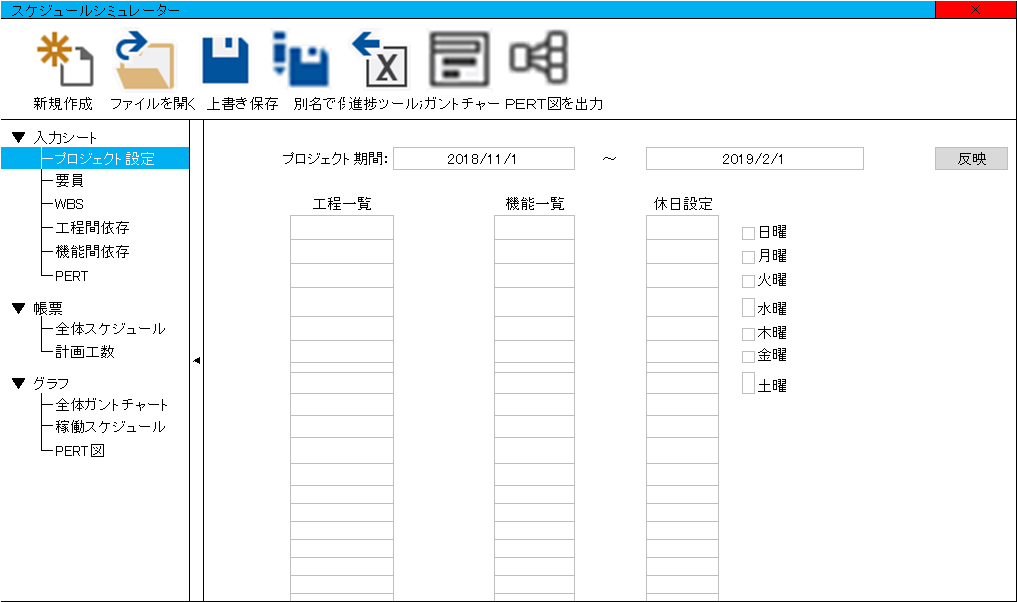 スケジュールシミュレーター
新規作成 ファイルを開く 上書き保存 別名で 進捗ツール ガントチャー PERT図を出力
▼ 入力シート
プロジェクト設定
要員
WBS
工程間依存
機能間依存
PERT
▼ 帳票
全体スケジュール
計画工数
▼ グラフ
全体ガントチャート
稼働スケジュール
PERT図
プロジェクト期間: 2018/11/1 ～ 2019/2/1 反映
工程一覧 機能一覧 休日設定
日曜
月曜
火曜
水曜
木曜
金曜
土曜